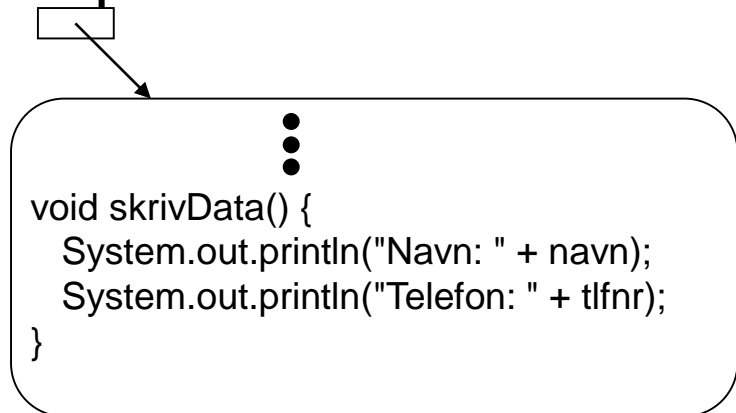 void skrivData() {
System.out.println("Navn: " + navn);
System.out.println("Telefon: " + tlfnr);
}